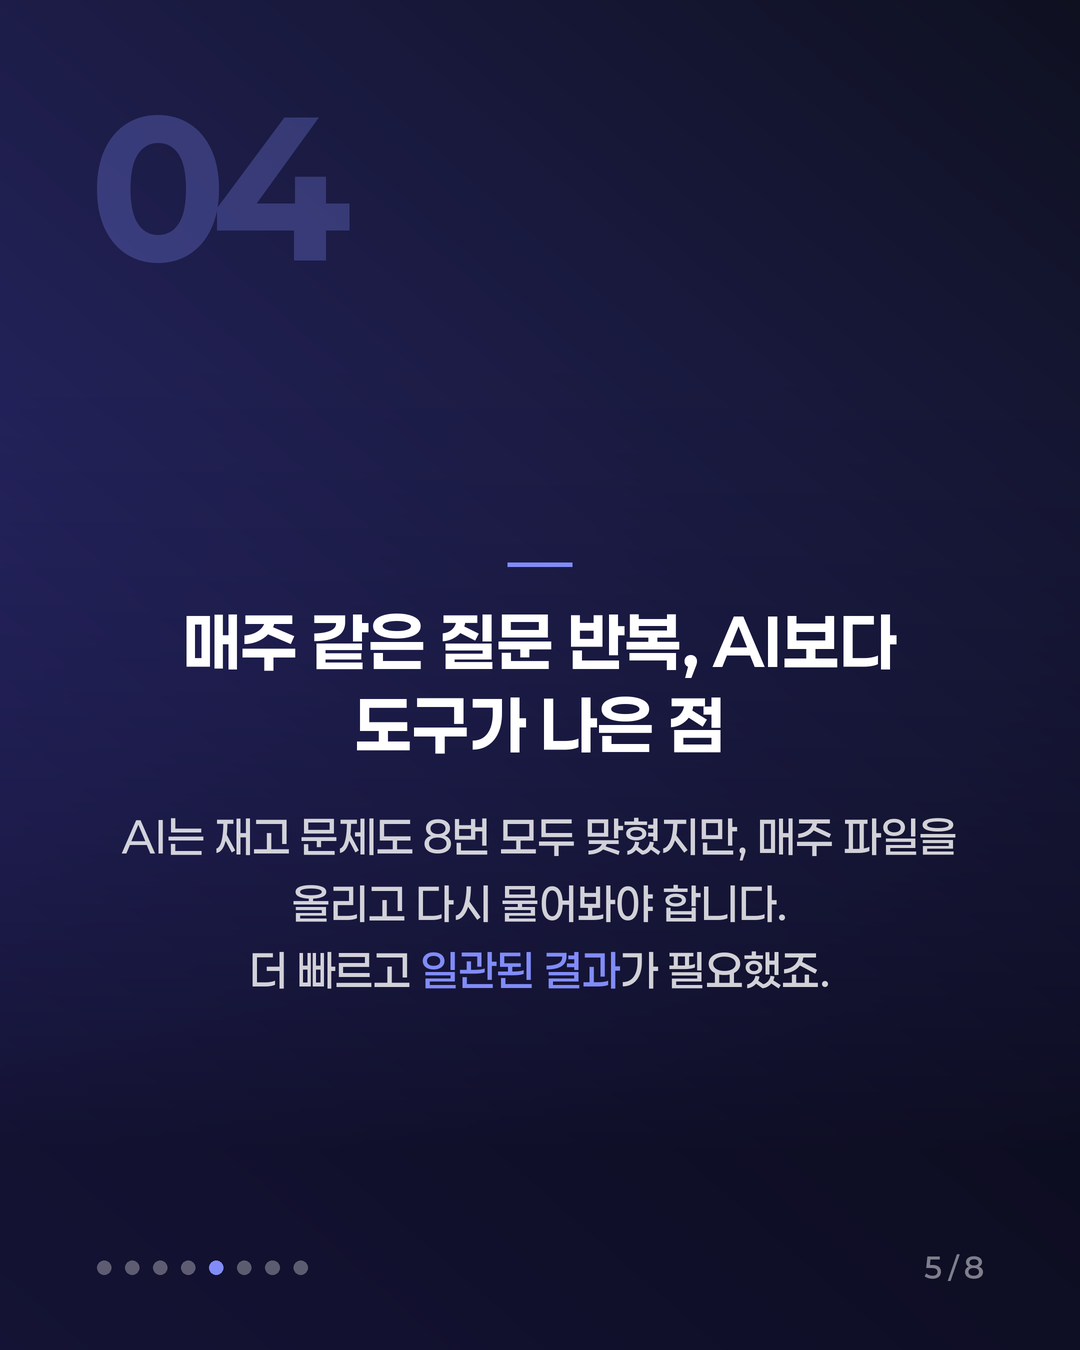 04
매주 같은 질문 반복, AI보다
도구가 나은 점
AI는 재고 문제도 8번 모두 맞혔지만, 매주 파일을
올리고 다시 물어봐야 합니다.
더 빠르고 일관된 결과가 필요했죠.
5/8